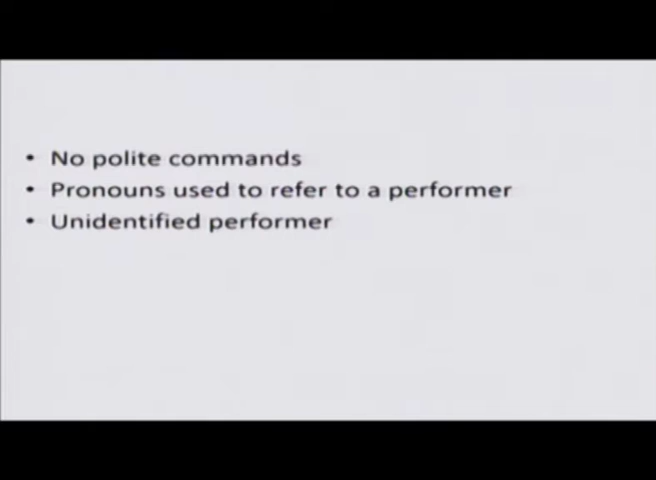 • No polite commands
• Pronouns used to refer to a performer
• Unidentified performer